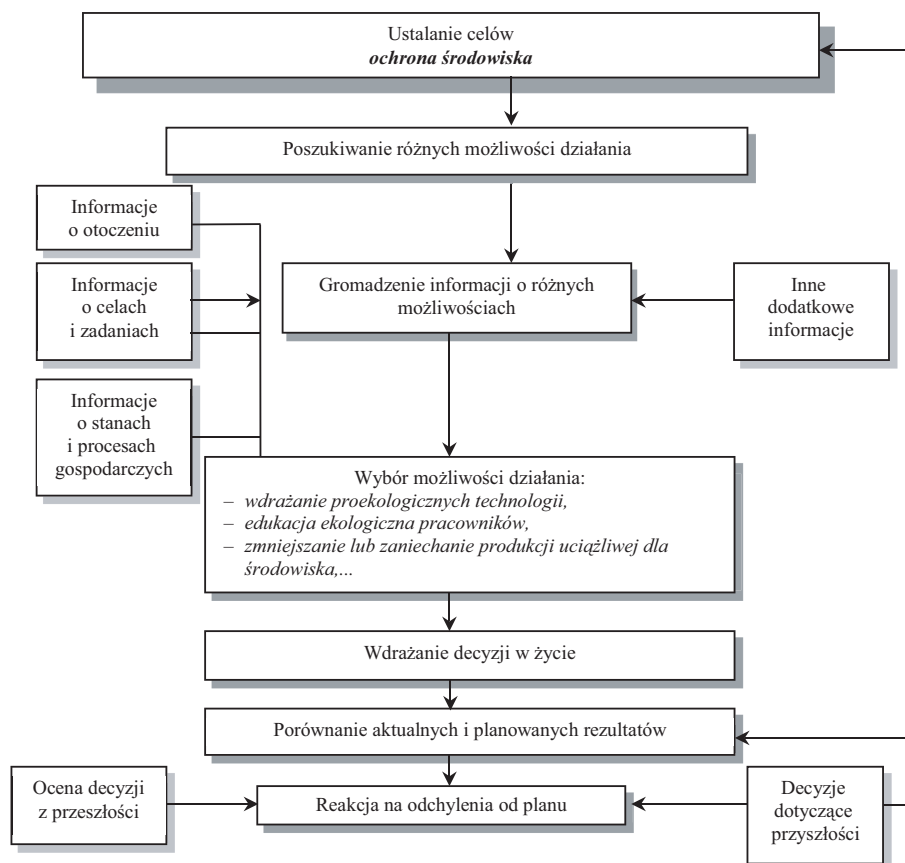 Ustalanie celów
ochrona środowiska
Poszukiwanie różnych możliwości działania
Informacje
o otoczeniu
Informacje
o celach
i zadaniach
Gromadzenie informacji o różnych
możliwościach
Inne
dodatkowe
informacje
Informacje
o stanach
i procesach
gospodarczych
Wybór możliwości działania:
– wdrażanie proekologicznych technologii,
– edukacja ekologiczna pracowników,
– zmniejszanie lub zaniechanie produkcji uciążliwej dla
środowiska,...
Wdrażanie decyzji w życie
Porównanie aktualnych i planowanych rezultatów
Ocena decyzji
z przeszłości
Reakcja na odchylenia od planu
Decyzje
dotyczące
przyszłości